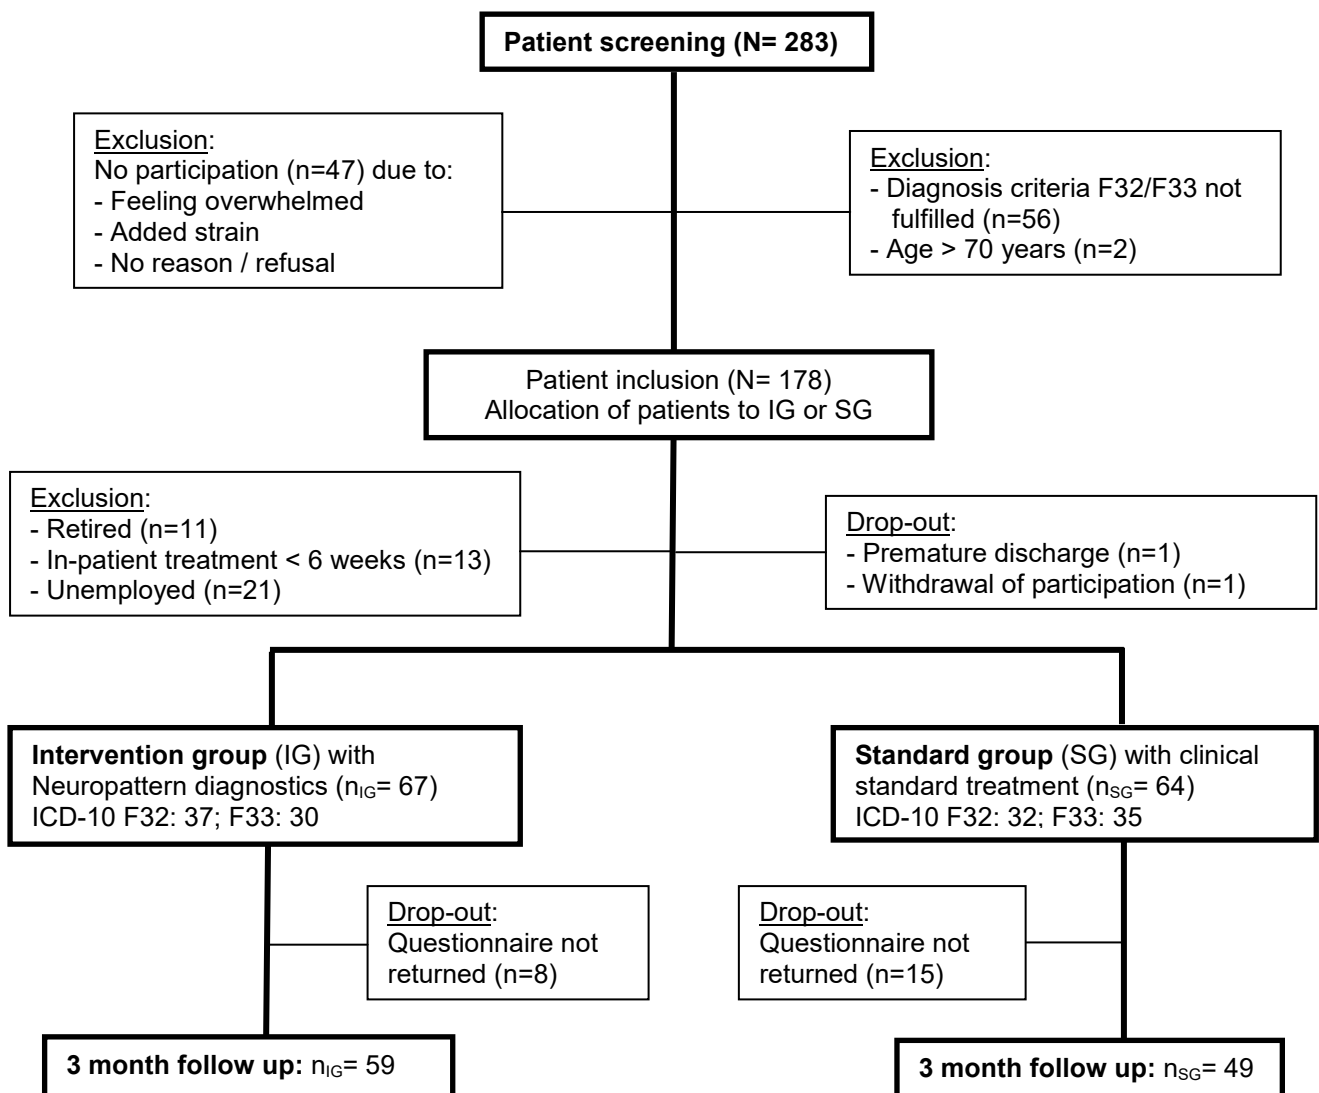 Patient screening (N= 283)
Exclusion:
No participation (n=47) due to:
- Feeling overwhelmed
- Added strain
- No reason / refusal
Exclusion:
- Diagnosis criteria F32/F33 not
fulfilled (n=56)
- Age > 70 years (n=2)
Patient inclusion (N= 178)
Allocation of patients to IG or SG
Exclusion:
- Retired (n=11)
- In-patient treatment < 6 weeks (n=13)
- Unemployed (n=21)
Drop-out:
- Premature discharge (n=1)
- Withdrawal of participation (n=1)
Intervention group (IG) with
Neuropattern diagnostics (nIG= 67)
ICD-10 F32: 37; F33: 30
Standard group (SG) with clinical
standard treatment (nSG= 64)
ICD-10 F32: 32; F33: 35
Drop-out:
Questionnaire not
returned (n=8)
Drop-out:
Questionnaire not
returned (n=15)
3 month follow up: nIG= 59
3 month follow up: nSG= 49